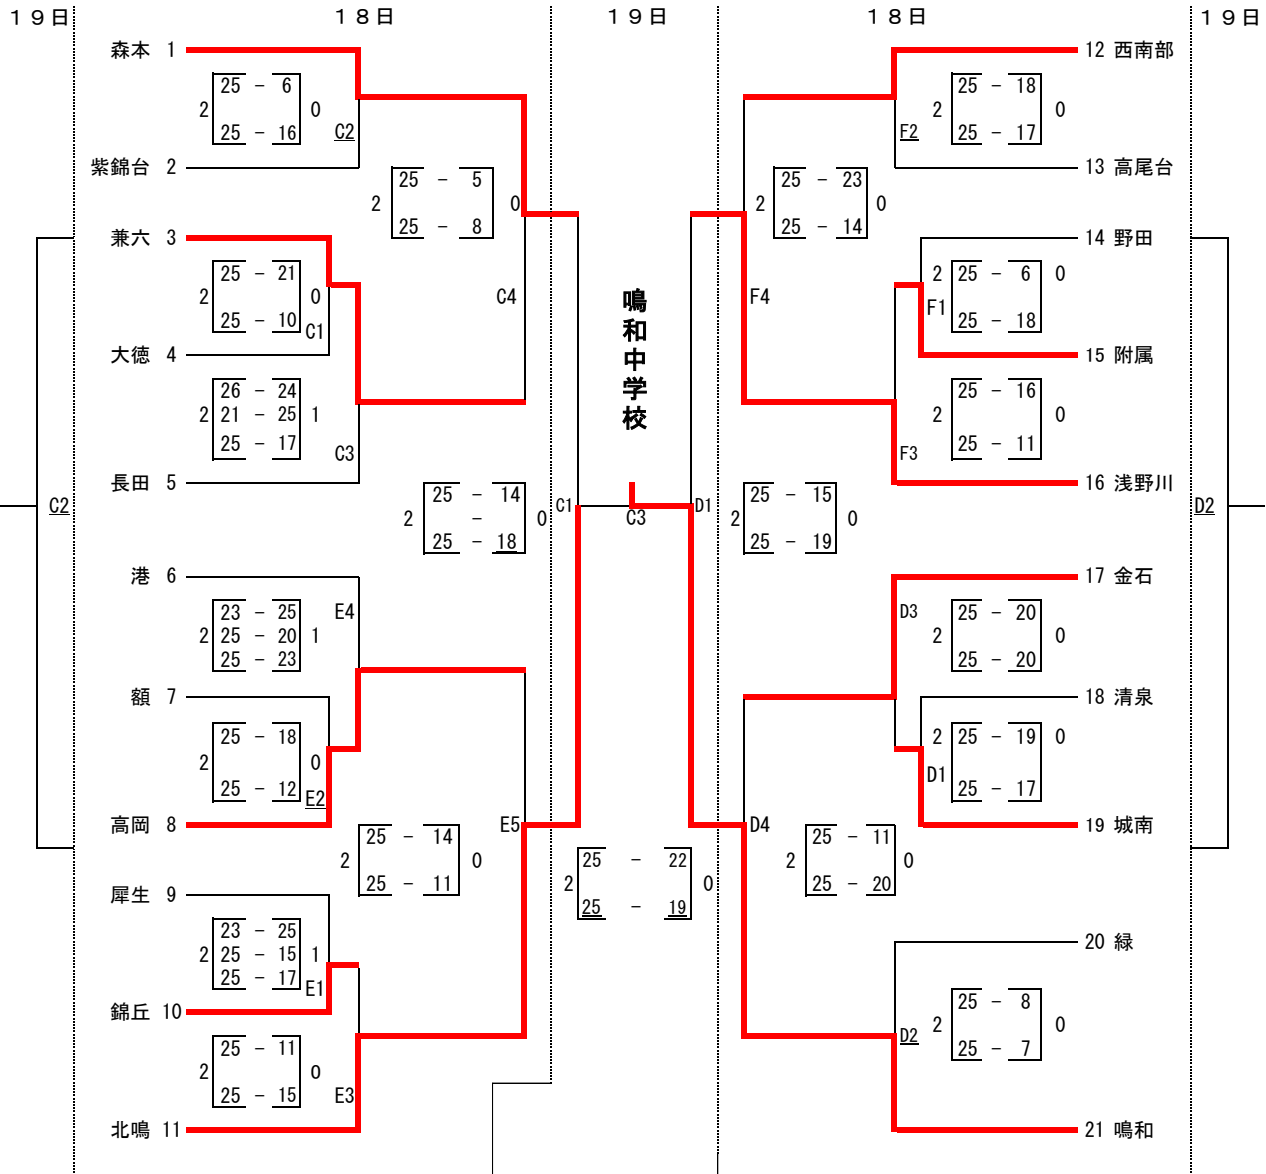 １９日 １８日 １９日 １８日 １９日
森本 1
25 - 6
2 0
25 - 16
C2
紫錦台 2
25 - 5
2 0
25 - 8
兼六 3
25 - 21
2 0
25 - 10
C1
C4
大徳 4
26 - 24
2 21 - 25 1
25 - 17
C3
長田 5
25 - 14
2 - 0
25 - 18
C1
C2
港 6
23 - 25
2 25 - 20 1
25 - 23
E4
額 7
25 - 18
2 0
25 - 12
E2
高岡 8
25 - 14
2 0
25 - 11
E5
犀生 9
23 - 25
2 25 - 15 1
25 - 17
E1
錦丘 10
25 - 11
2 0
25 - 15
E3
北鳴 11
鳴和中学校
C3
25 - 22
2 0
25 - 19
12 西南部
25 - 18
2 0
25 - 17
F2
13 高尾台
25 - 23
2 0
25 - 14
14 野田
2 25 - 6 0
F1
25 - 18
F4
15 附属
25 - 16
2 0
25 - 11
F3
16 浅野川
D1
25 - 15
2 0
25 - 19
D2
17 金石
D3
25 - 20
2 0
25 - 20
18 清泉
2 25 - 19 0
D1
25 - 17
19 城南
D4
25 - 11
2 0
25 - 20
20 緑
25 - 8
2 0
25 - 7
D2
21 鳴和